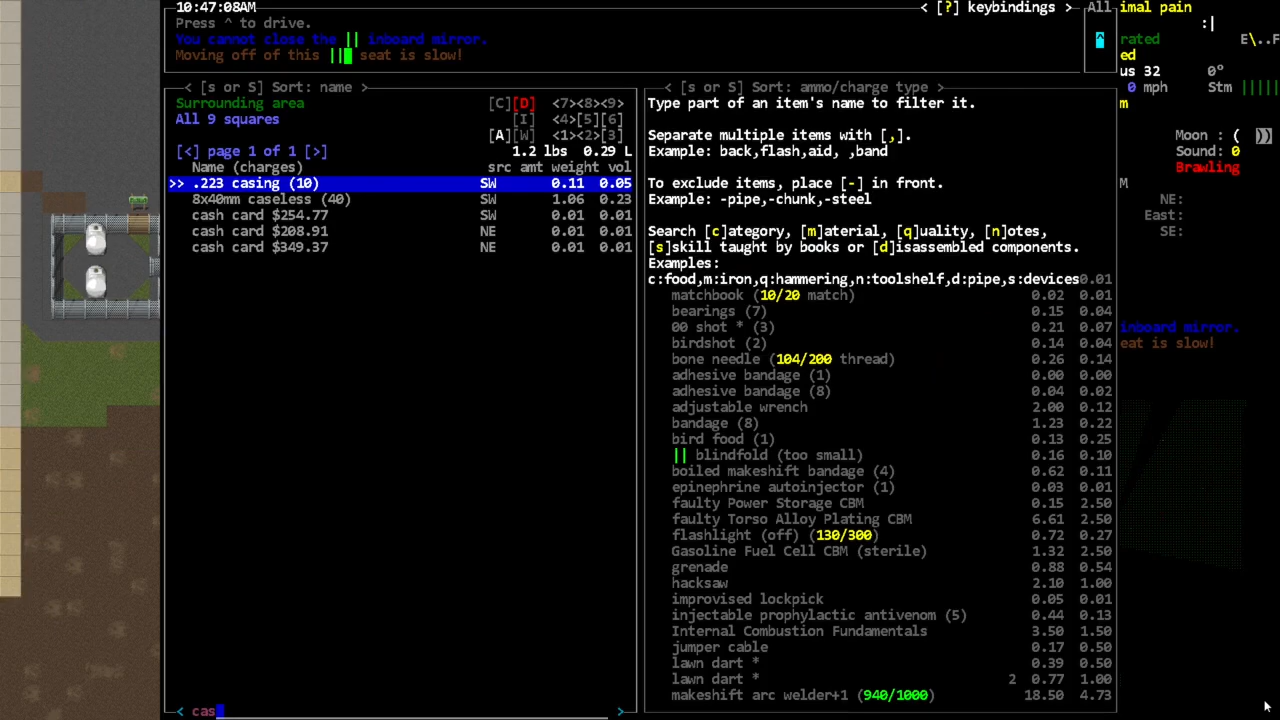 10:47:08AM
< [?] keybindings >
All
imal pain
Press ^ to drive.
:|
You cannot close the || inboard mirror.
^
rated
E\..F
Moving off of this || seat is slow!
ed
us 32
0°
< [s or S] Sort: name >
< [s or S] Sort: ammo/charge type >
0 mph
Stm ||||
Surrounding area
[C][D] <7><8><9>
Type part of an item's name to filter it.
m
All 9 squares
[I] <4>[5][6]
[A][W] <1><2>[3]
Separate multiple items with [,].
Moon : ( ))
[<] page 1 of 1 [>]
1.2 lbs 0.29 L
Example: back,flash,aid, ,band
Sound: 0
Name (charges)
src amt weight vol
Brawling
>> .223 casing (10) SW 0.11 0.05
To exclude items, place [-] in front.
M
8x40mm caseless (40) SW 1.06 0.23
Example: -pipe,-chunk,-steel
NE:
cash card $254.77 SW 0.01 0.01
East:
cash card $208.91 NE 0.01 0.01
Search [c]ategory, [m]aterial, [q]uality, [n]otes,
SE:
cash card $349.37 NE 0.01 0.01
[s]skill taught by books or [d]isassembled components.
Examples:
c:food,m:iron,q:hammering,n:toolshelf,d:pipe,s:devices
0.01
matchbook (10/20 match) 0.02 0.01
bearings (7) 0.15 0.04
00 shot * (3) 0.21 0.07
inboard mirror.
birdshot (2) 0.14 0.04
eat is slow!
bone needle (104/200 thread) 0.26 0.14
adhesive bandage (1) 0.00 0.00
adhesive bandage (8) 0.04 0.02
adjustable wrench 2.00 0.12
bandage (8) 1.23 0.22
bird food (1) 0.13 0.25
|| blindfold (too small) 0.16 0.10
boiled makeshift bandage (4) 0.62 0.11
epinephrine autoinjector (1) 0.03 0.01
faulty Power Storage CBM 0.15 2.50
faulty Torso Alloy Plating CBM 6.61 2.50
flashlight (off) (130/300) 0.72 0.27
Gasoline Fuel Cell CBM (sterile) 1.32 2.50
grenade 0.88 0.54
hacksaw 2.10 1.00
improvised lockpick 0.05 0.01
injectable prophylactic antivenom (5) 0.44 0.13
Internal Combustion Fundamentals 3.50 1.50
jumper cable 0.17 0.50
lawn dart * 0.39 0.50
lawn dart * 2 0.77 1.00
makeshift arc welder+1 (940/1000) 18.50 4.73
< cas >